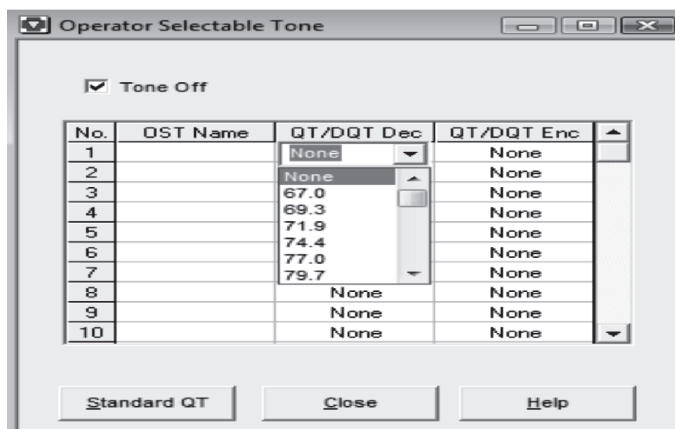 Operator Selectable Tone
Tone Off
No. OST Name QT/DQT Dec QT/DQT Enc
1 None None
2 None None
3 67.0 None
4 69.3 None
5 71.9 None
6 74.4 None
7 77.0 None
79.7
8 None None
9 None None
10 None None
Standard QT Close Help